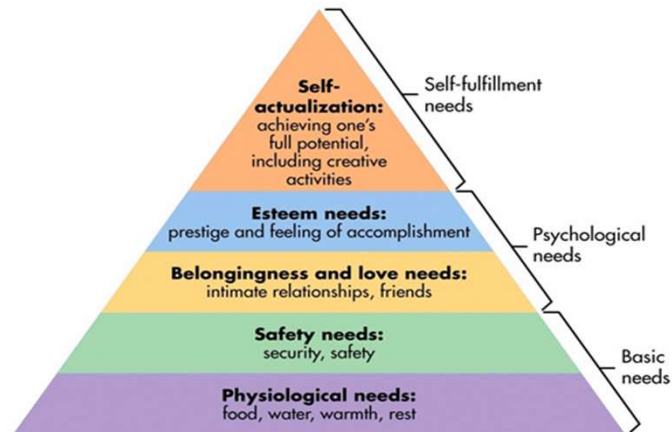 Self-
actualization:
achieving one's
full potential,
including creative
activities
Self-fulfillment
needs
Esteem needs:
prestige and feeling of accomplishment
Psychological
needs
Belongingness and love needs:
intimate relationships, friends
Safety needs:
security, safety
Basic
needs
Physiological needs:
food, water, warmth, rest